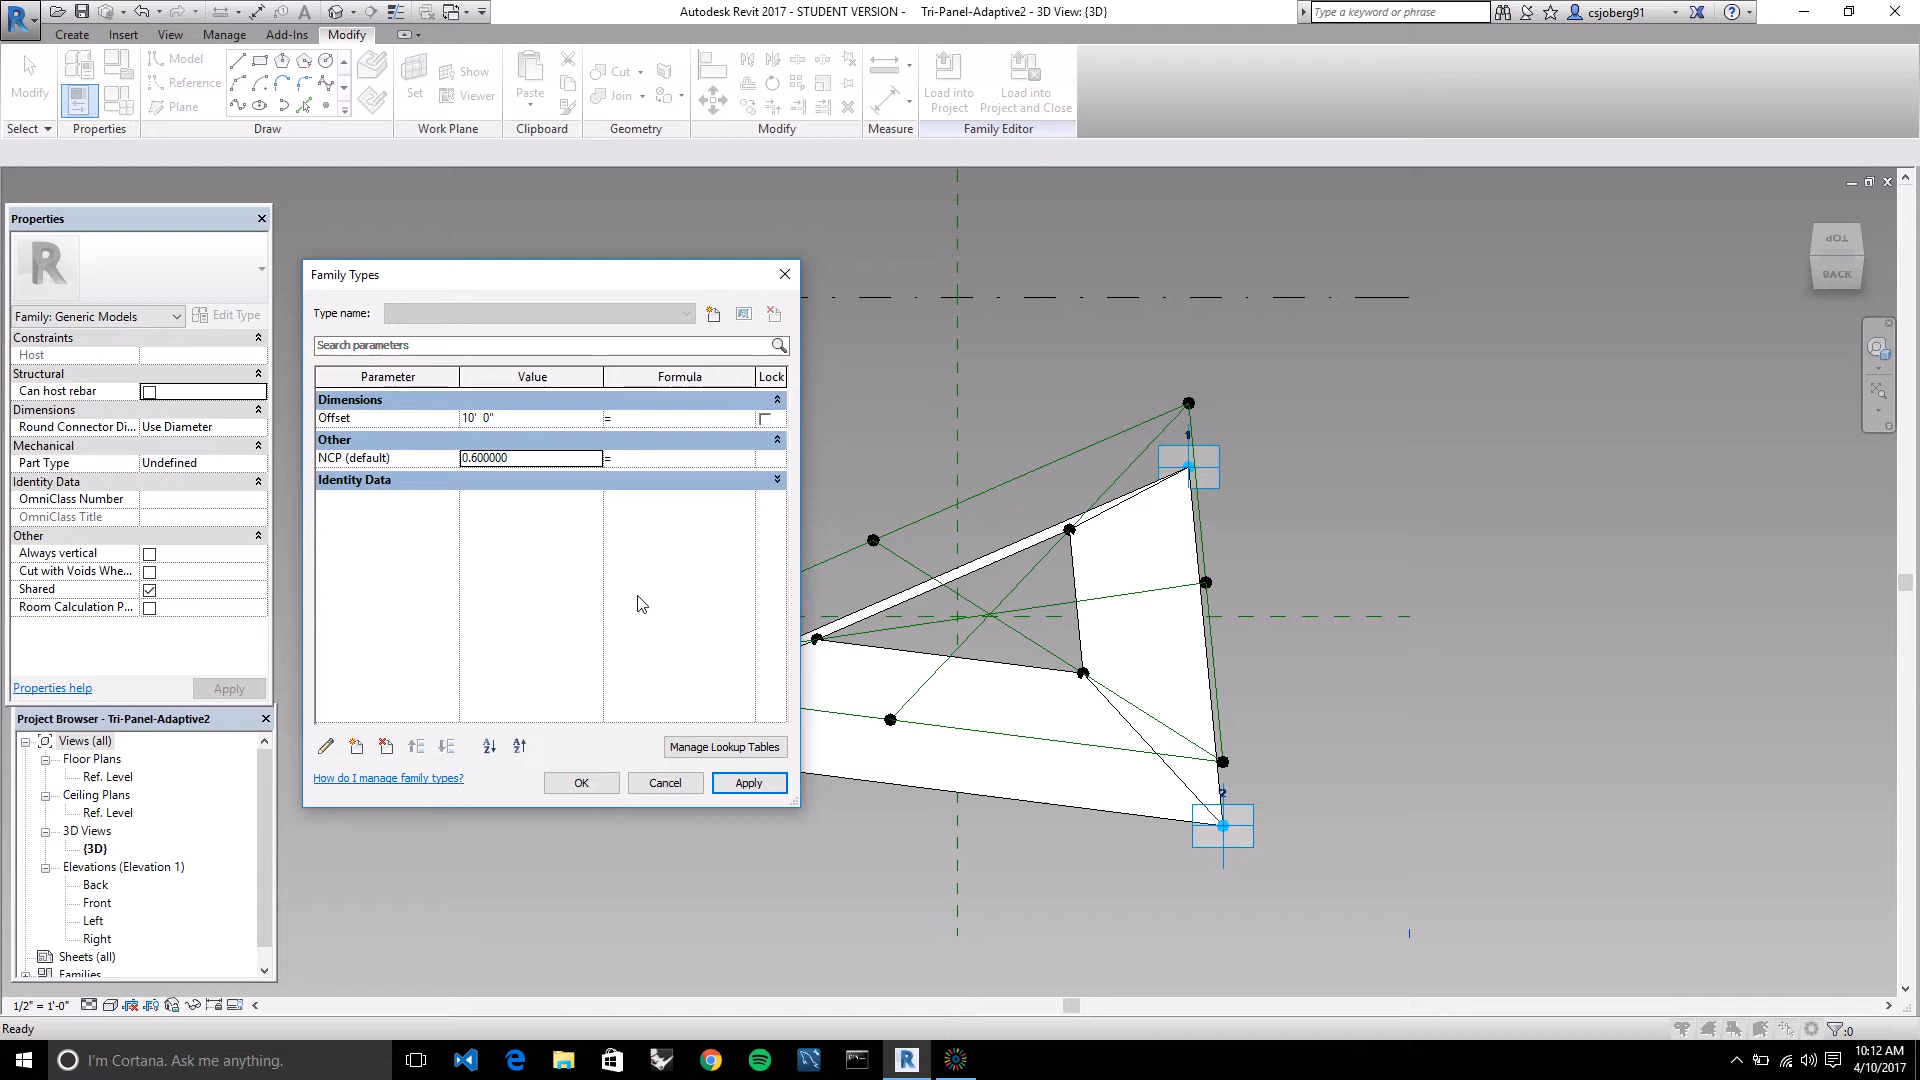 Autodesk Revit 2017 - STUDENT VERSION -    Tri-Panel-Adaptive2 - 3D View: {3D}
Type a keyword or phrase
csjoberg91
Create Insert View Manage Add-Ins Modify
Modify
Model
Reference
Plane
Set
Show
Viewer
Paste
Cut
Join
Load into
Project
Load into
Project and Close
Select Properties Draw Work Plane Clipboard Geometry Modify Measure Family Editor
Properties
R
Family: Generic Models Edit Type
Constraints
Host
Structural
Can host rebar
Dimensions
Round Connector Di... Use Diameter
Mechanical
Part Type Undefined
Identity Data
OmniClass Number
OmniClass Title
Other
Always vertical
Cut with Voids Whe...
Shared
Room Calculation P...
Properties help Apply
Project Browser - Tri-Panel-Adaptive2
Views (all)
Floor Plans
Ref. Level
Ceiling Plans
Ref. Level
3D Views
{3D}
Elevations (Elevation 1)
Back
Front
Left
Right
Sheets (all)
Families
Family Types
Type name:
Search parameters
Parameter Value Formula Lock
Dimensions
Offset 10' 0" =
Other
NCP (default) 0.600000 =
Identity Data
Manage Lookup Tables
How do I manage family types?
OK Cancel Apply
1
2
TOP
BACK
1/2" = 1'-0"
Ready
:0
I'm Cortana. Ask me anything.
10:12 AM
4/10/2017